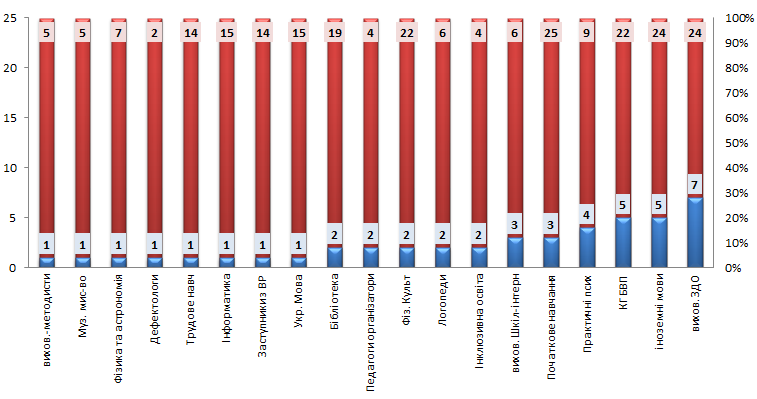 25 20 15 10 5 0
5 5 7 2 14 15 14 15 19 4 22 6 4 6 25 9 22 24 24
1 1 1 1 1 1 1 1 2 2 2 2 2 3 3 4 5 5 7
100% 90% 80% 70% 60% 50% 40% 30% 20% 10% 0%
вихов.-методисти
Муз. мис-во
Фізика та астрономія
Дефектологи
Трудове навч
Інформатика
Заступники з ВР
Укр. Мова
Бібліотека
Педагоги організатори
Фіз. Культ
Логопеди
Інклюзивна освіта
вихов. Шкіл-інтерн
Початкове навчання
Практичні псих
КГ БВП
іноземні мови
вихов. ЗДО